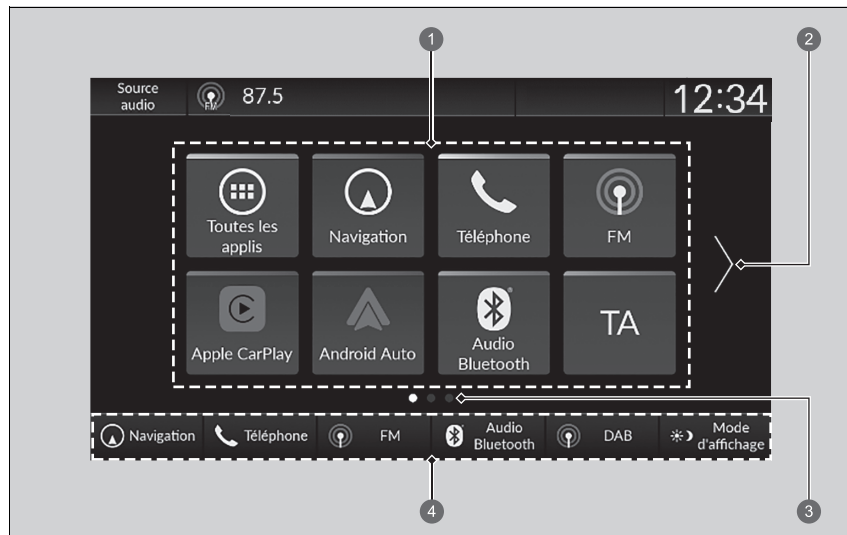 1
2
Source
audio
FM
87.5
12:34
Toutes les
applis
Navigation
Téléphone
FM
Apple CarPlay
Android Auto
Audio
Bluetooth
TA
Navigation
Téléphone
FM
Audio
Bluetooth
DAB
Mode
d'affichage
4
3